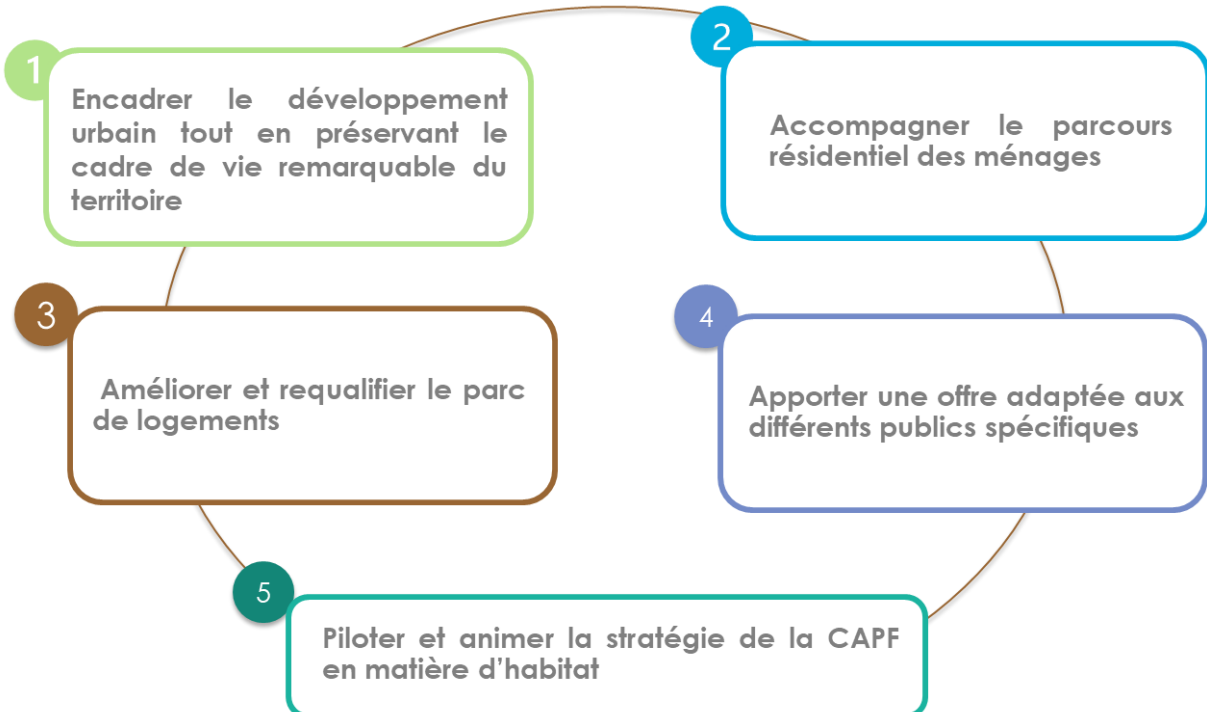 1
Encadrer le développement
urbain tout en préservant le
cadre de vie remarquable du
territoire
2
Accompagner le parcours
résidentiel des ménages
3
Améliorer et requalifier le parc
de logements
4
Apporter une offre adaptée aux
différents publics spécifiques
5
Piloter et animer la stratégie de la CAPF
en matière d’habitat